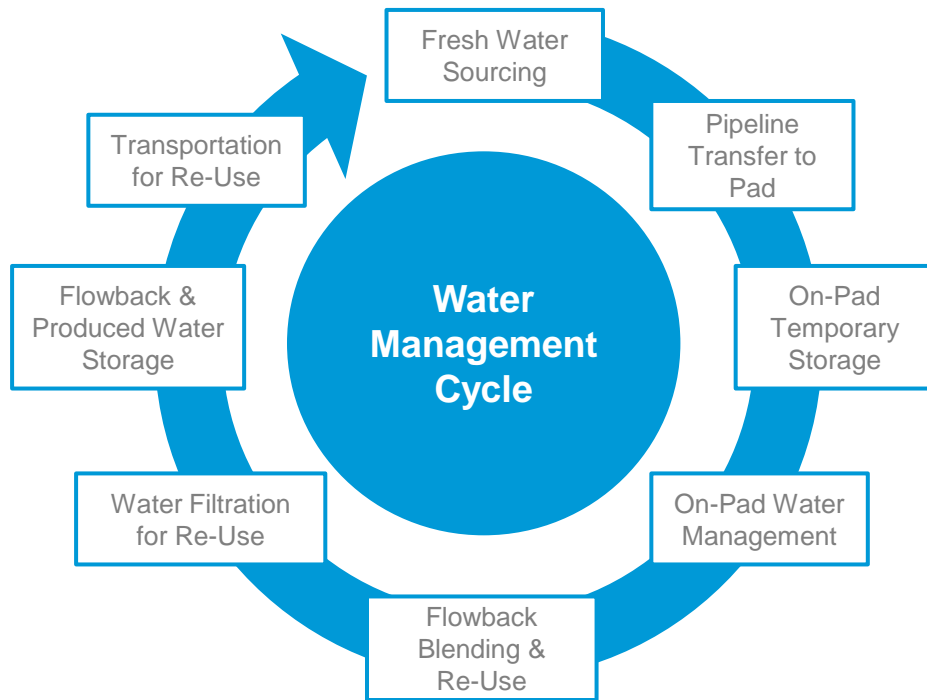 Fresh Water
Sourcing
Pipeline
Transfer to
Pad
On-Pad
Temporary
Storage
On-Pad Water
Management
Flowback
Blending &
Re-Use
Water Filtration
for Re-Use
Flowback &
Produced Water
Storage
Transportation
for Re-Use
Water
Management
Cycle